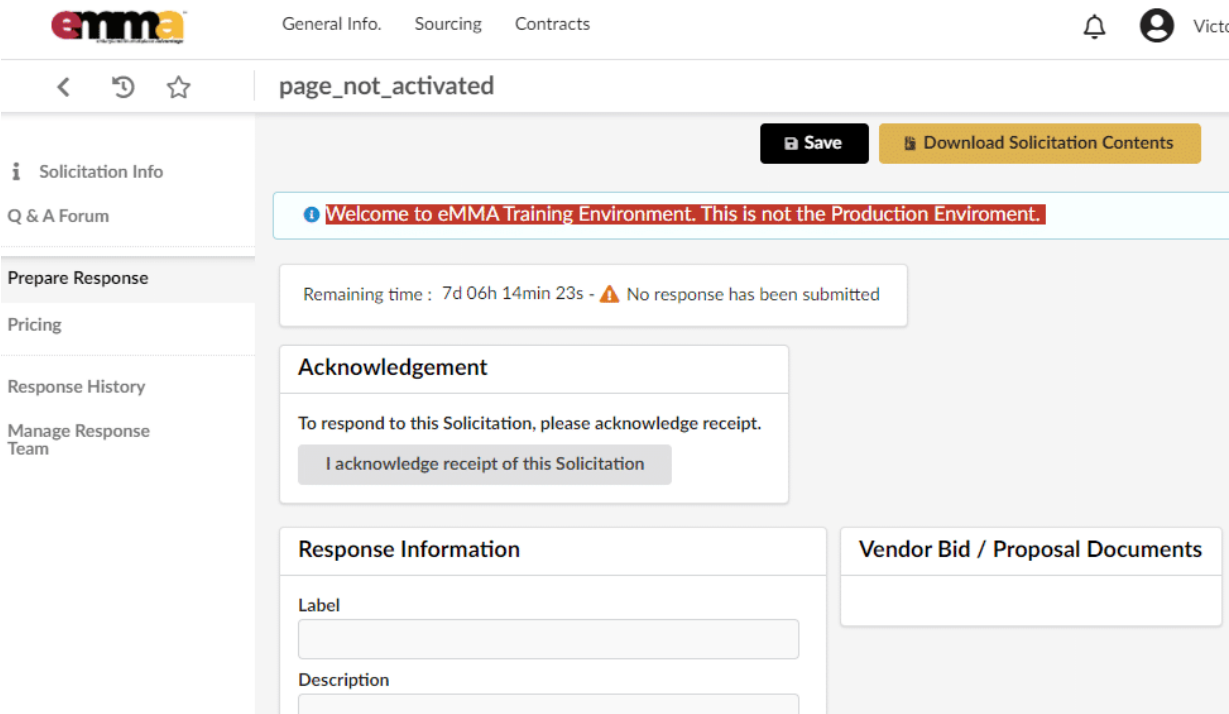 emma
General Info. Sourcing Contracts
Victo
page_not_activated
Save Download Solicitation Contents
Solicitation Info
Q & A Forum
Prepare Response
Pricing
Response History
Manage Response
Team
Welcome to eMMA Training Environment. This is not the Production Enviroment.
Remaining time : 7d 06h 14min 23s - No response has been submitted
Acknowledgement
To respond to this Solicitation, please acknowledge receipt.
I acknowledge receipt of this Solicitation
Response Information
Label
Description
Vendor Bid / Proposal Documents